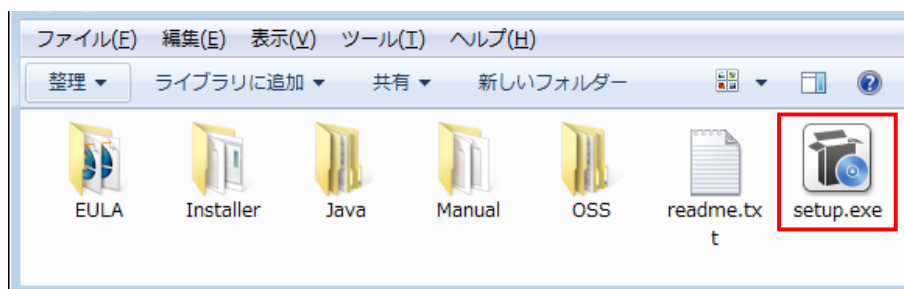 ファイル(F) 編集(E) 表示(V) ツール(T) ヘルプ(H)
整理 ▼ ライブラリに追加 ▼ 共有 ▼ 新しいフォルダー
EULA Installer Java Manual OSS readme.tx setup.exe
t